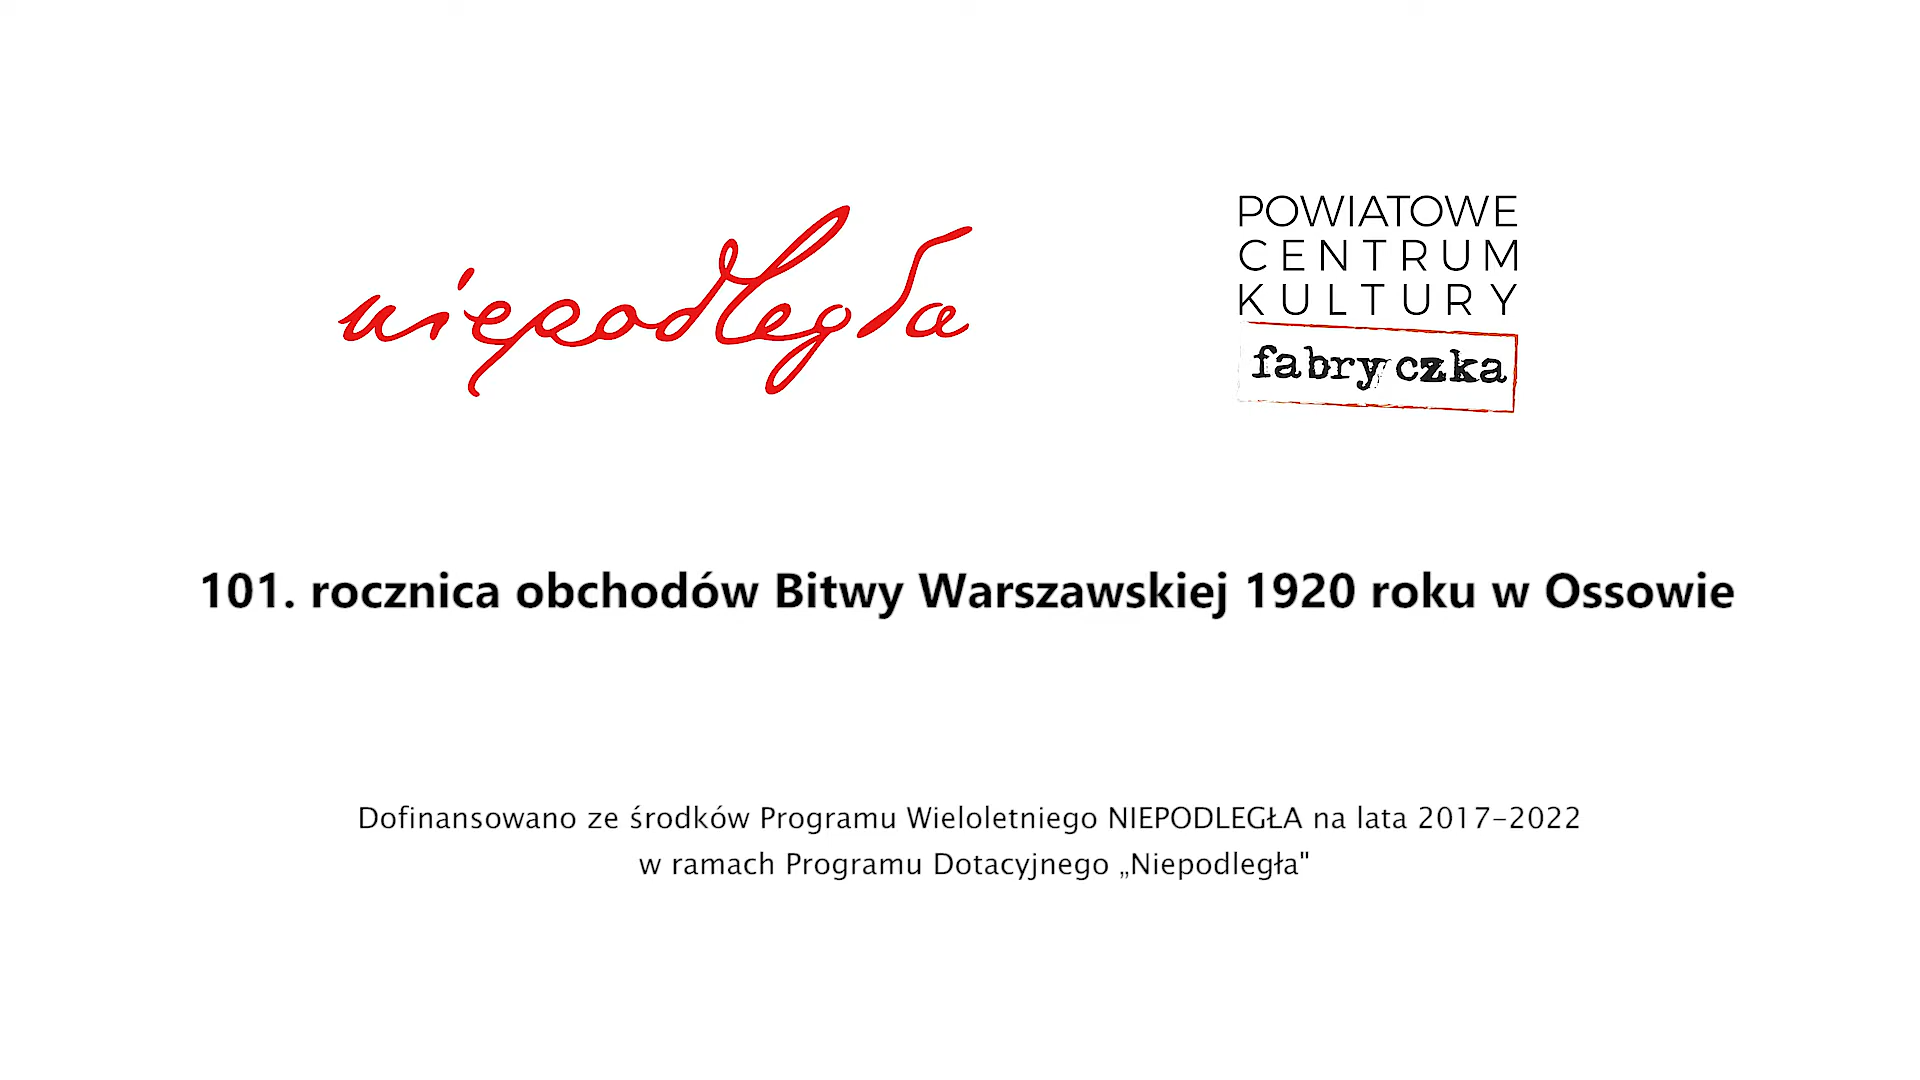 niepodległa
POWIATOWE
CENTRUM
KULTURY
fabryczka
101. rocznica obchodów Bitwy Warszawskiej 1920 roku w Ossowie
Dofinansowano ze środków Programu Wieloletniego NIEPODLEGŁA na lata 2017-2022
w ramach Programu Dotacyjnego „Niepodległa"